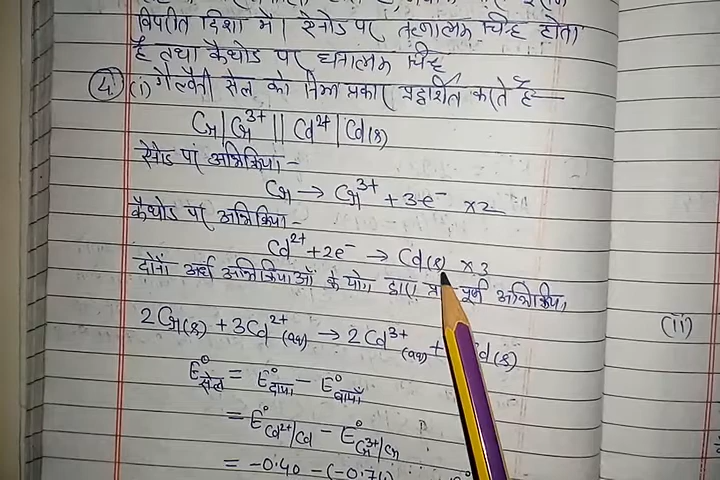 विपरीत दिशा में। ऐनोड पर ऋणात्मक चिन्ह होता
है तथा कैथोड पर धनात्मक चिन्ह
④ (i) गैल्वैनी सेल को निम्न प्रकार प्रदर्शित करते हैं—
Cr|Cr³⁺||Cd²⁺|Cd(s)
ऐनोड पर अभिक्रिया-
Cr → Cr³⁺ + 3e⁻ ×2
कैथोड पर अभिक्रिया-
Cd²⁺ + 2e⁻ → Cd(s) ×3
दोनों अर्ध अभिक्रियाओं के योग द्वारा पूर्ण अभिक्रिया
2Cr(s) + 3Cd²⁺(aq) → 2Cd³⁺(aq) + Cd(s)
(ii)
E°सेल = E°दायाँ − E°बायाँ
= E°Cd²⁺/Cd − E°Cr³⁺/Cr
= −0.40 − (−0.74)